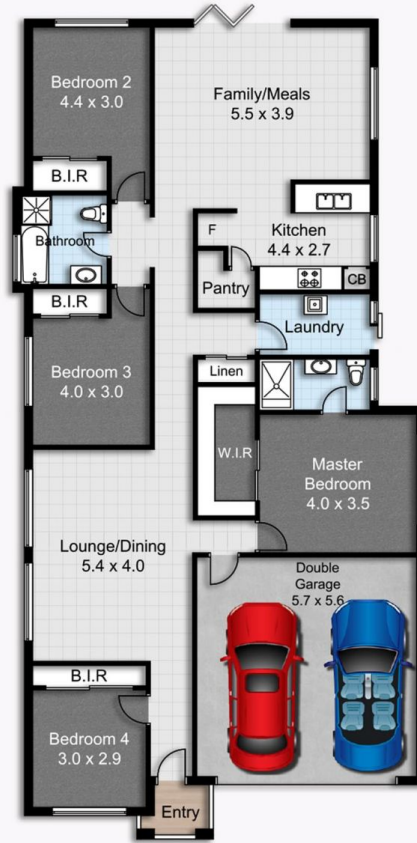 Bedroom 2
4.4 x 3.0
Family/Meals
5.5 x 3.9
B.I.R
Bathroom
F
Kitchen
4.4 x 2.7
Pantry
CB
B.I.R
Laundry
Bedroom 3
4.0 x 3.0
Linen
W.I.R
Master
Bedroom
4.0 x 3.5
Lounge/Dining
5.4 x 4.0
Double
Garage
5.7 x 5.6
B.I.R
Bedroom 4
3.0 x 2.9
Entry